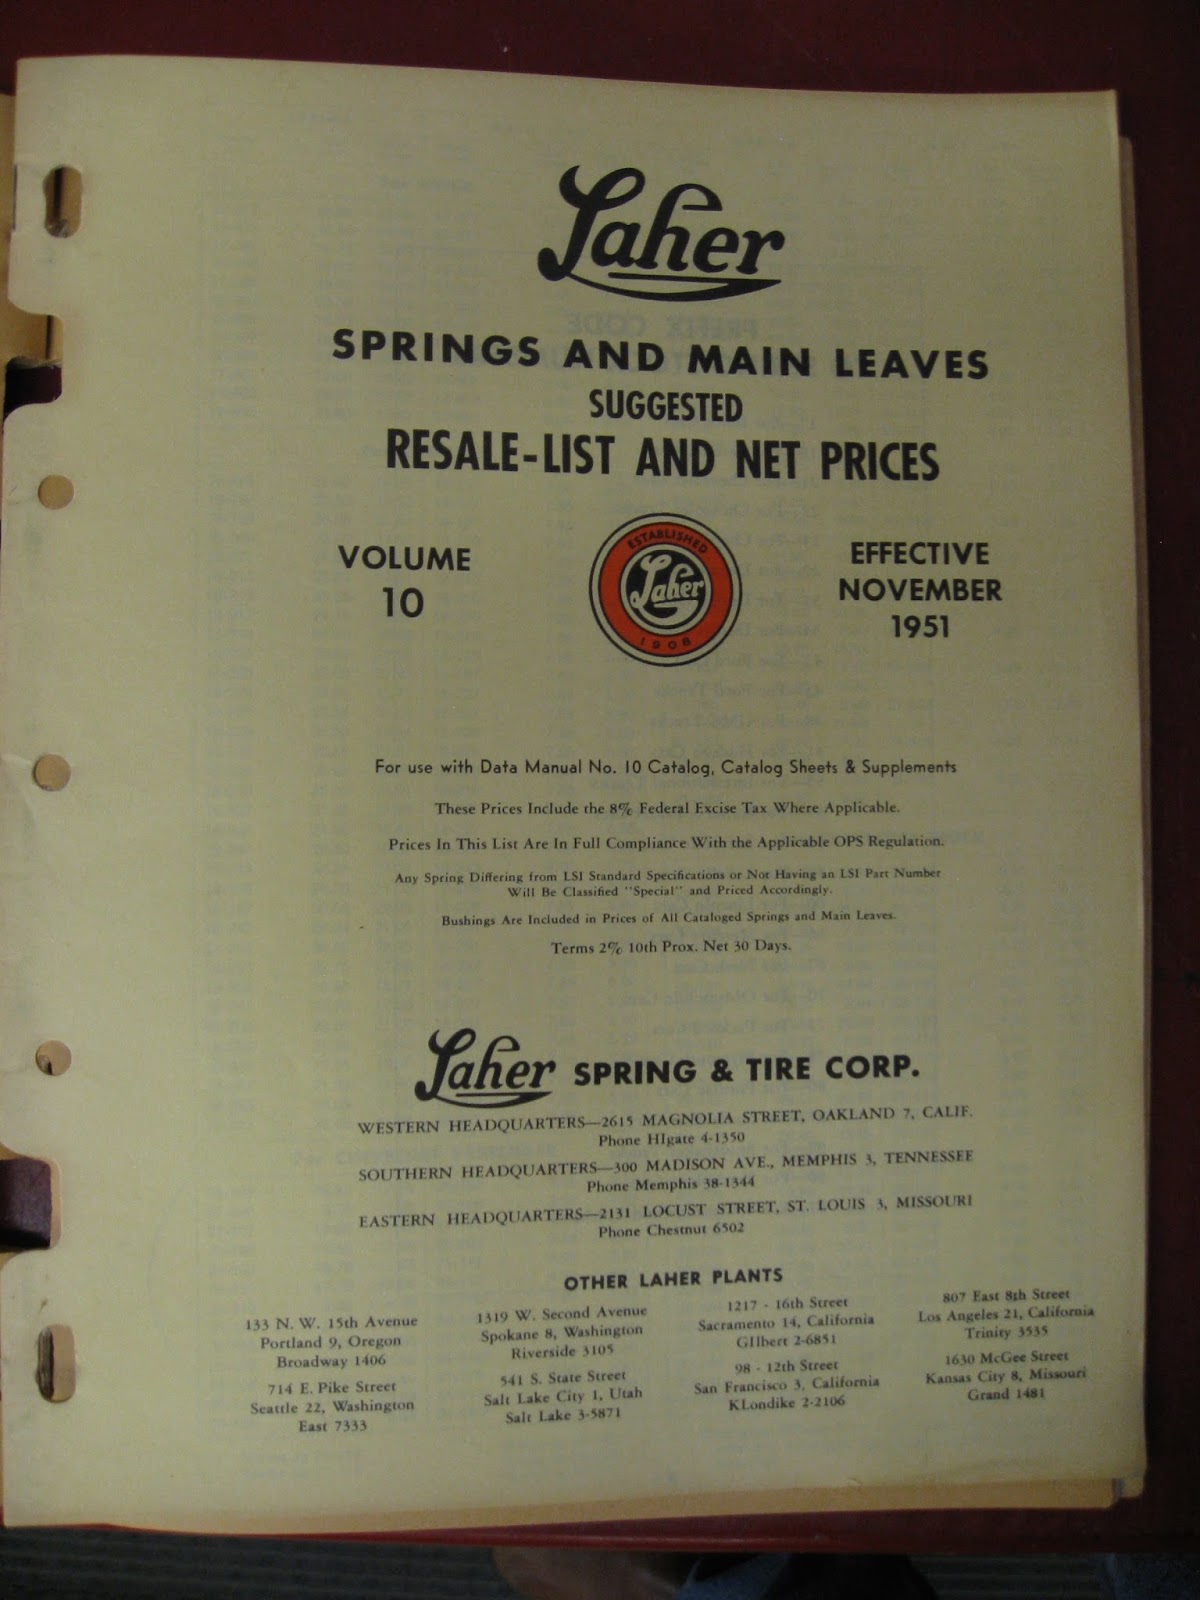 Laher
SPRINGS AND MAIN LEAVES
SUGGESTED
RESALE-LIST AND NET PRICES
VOLUME
10
ESTABLISHED
Laher
1908
EFFECTIVE
NOVEMBER
1951
For use with Data Manual No. 10 Catalog, Catalog Sheets & Supplements
These Prices Include the 8% Federal Excise Tax Where Applicable.
Prices In This List Are In Full Compliance With the Applicable OPS Regulation.
Any Spring Differing from LSI Standard Specifications or Not Having an LSI Part Number
Will Be Classified "Special" and Priced Accordingly.
Bushings Are Included in Prices of All Cataloged Springs and Main Leaves.
Terms 2% 10th Prox. Net 30 Days.
Laher SPRING & TIRE CORP.
WESTERN HEADQUARTERS—2615 MAGNOLIA STREET, OAKLAND 7, CALIF.
Phone HIgate 4-1350
SOUTHERN HEADQUARTERS—300 MADISON AVE., MEMPHIS 3, TENNESSEE
Phone Memphis 38-1344
EASTERN HEADQUARTERS—2131 LOCUST STREET, ST. LOUIS 3, MISSOURI
Phone Chestnut 6502
OTHER LAHER PLANTS
133 N. W. 15th Avenue
Portland 9, Oregon
Broadway 1406
714 E. Pike Street
Seattle 22, Washington
East 7333
1319 W. Second Avenue
Spokane 8, Washington
Riverside 3105
541 S. State Street
Salt Lake City 1, Utah
Salt Lake 3-5871
1217 - 16th Street
Sacramento 14, California
GIlbert 2-6851
98 - 12th Street
San Francisco 3, California
KLondike 2-2106
807 East 8th Street
Los Angeles 21, California
Trinity 3535
1630 McGee Street
Kansas City 8, Missouri
Grand 1481